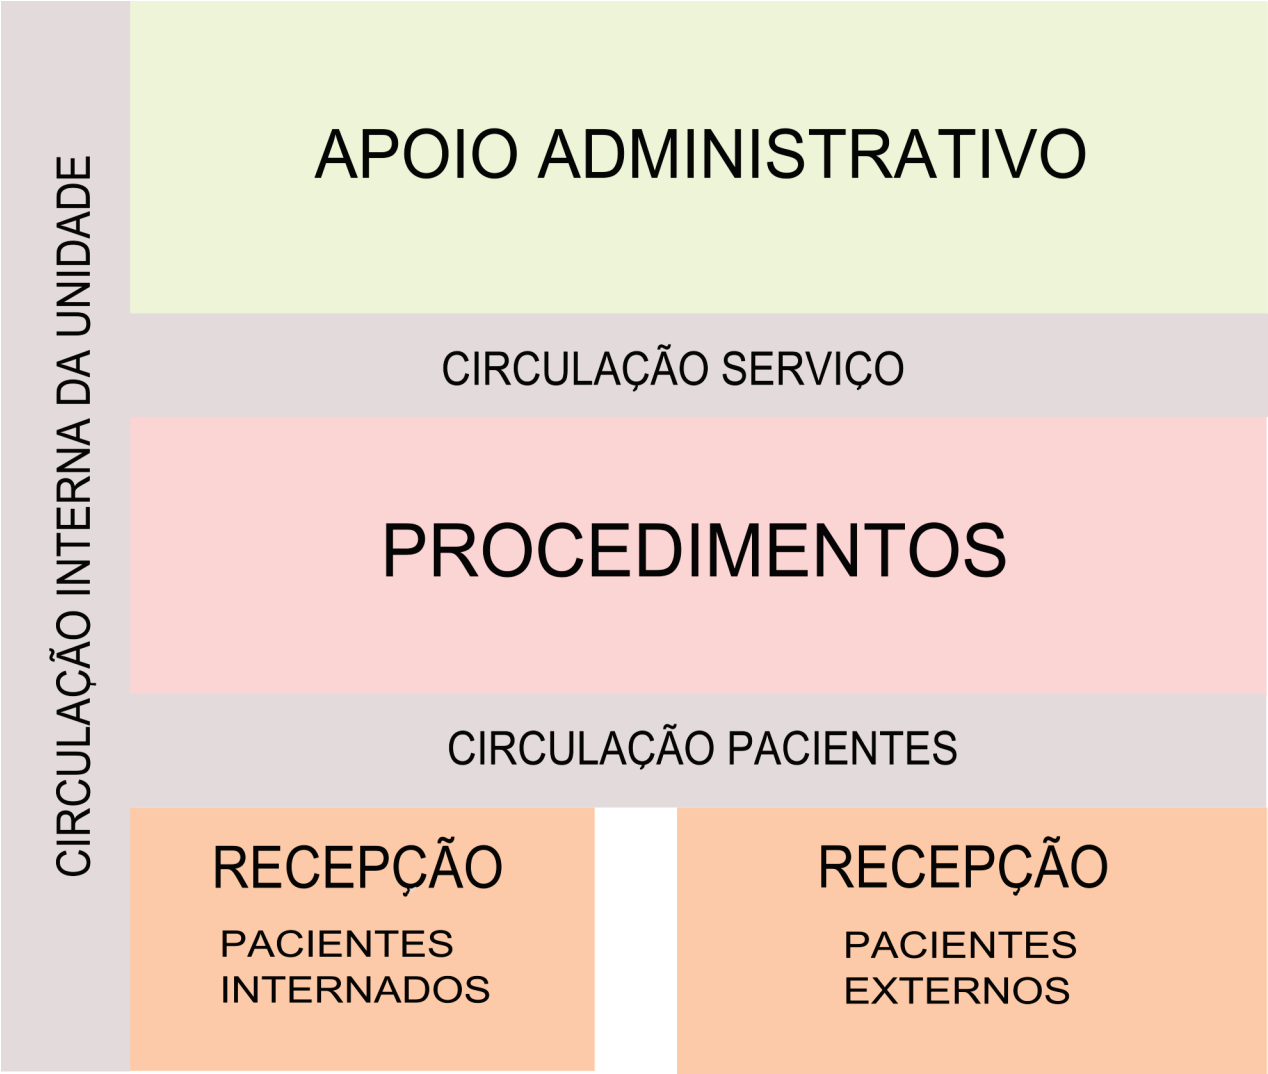 CIRCULAÇÃO INTERNA DA UNIDADE
APOIO ADMINISTRATIVO
CIRCULAÇÃO SERVIÇO
PROCEDIMENTOS
CIRCULAÇÃO PACIENTES
RECEPÇÃO
PACIENTES
INTERNADOS
RECEPÇÃO
PACIENTES
EXTERNOS